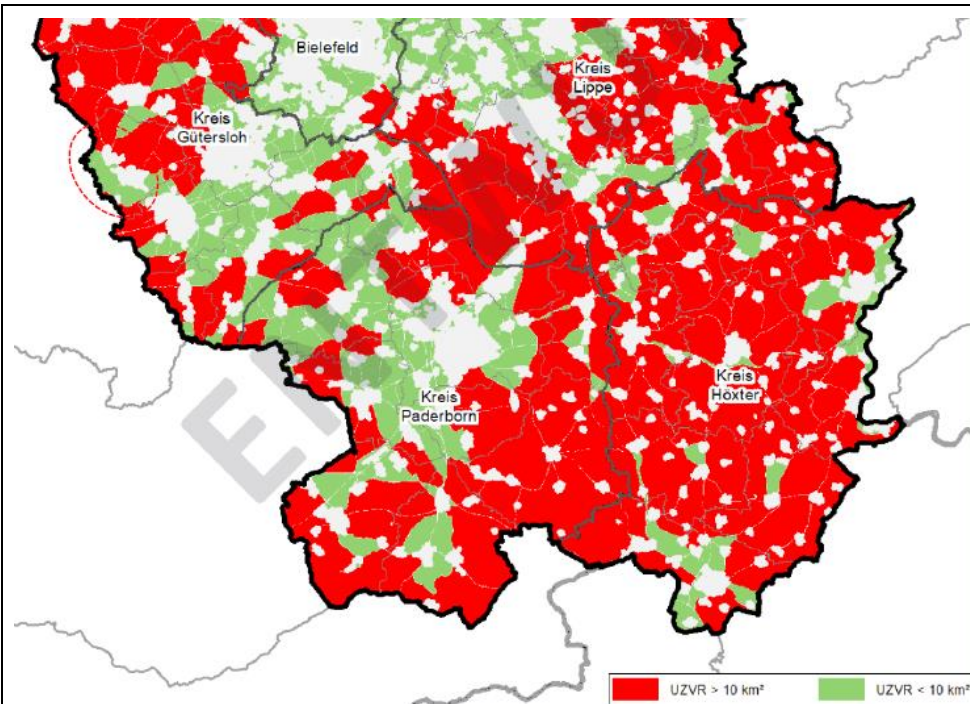 Bielefeld
Kreis
Lippe
Kreis
Gütersloh
Kreis
Höxter
Kreis
Paderborn
UZVR > 10 km²
UZVR < 10 km²